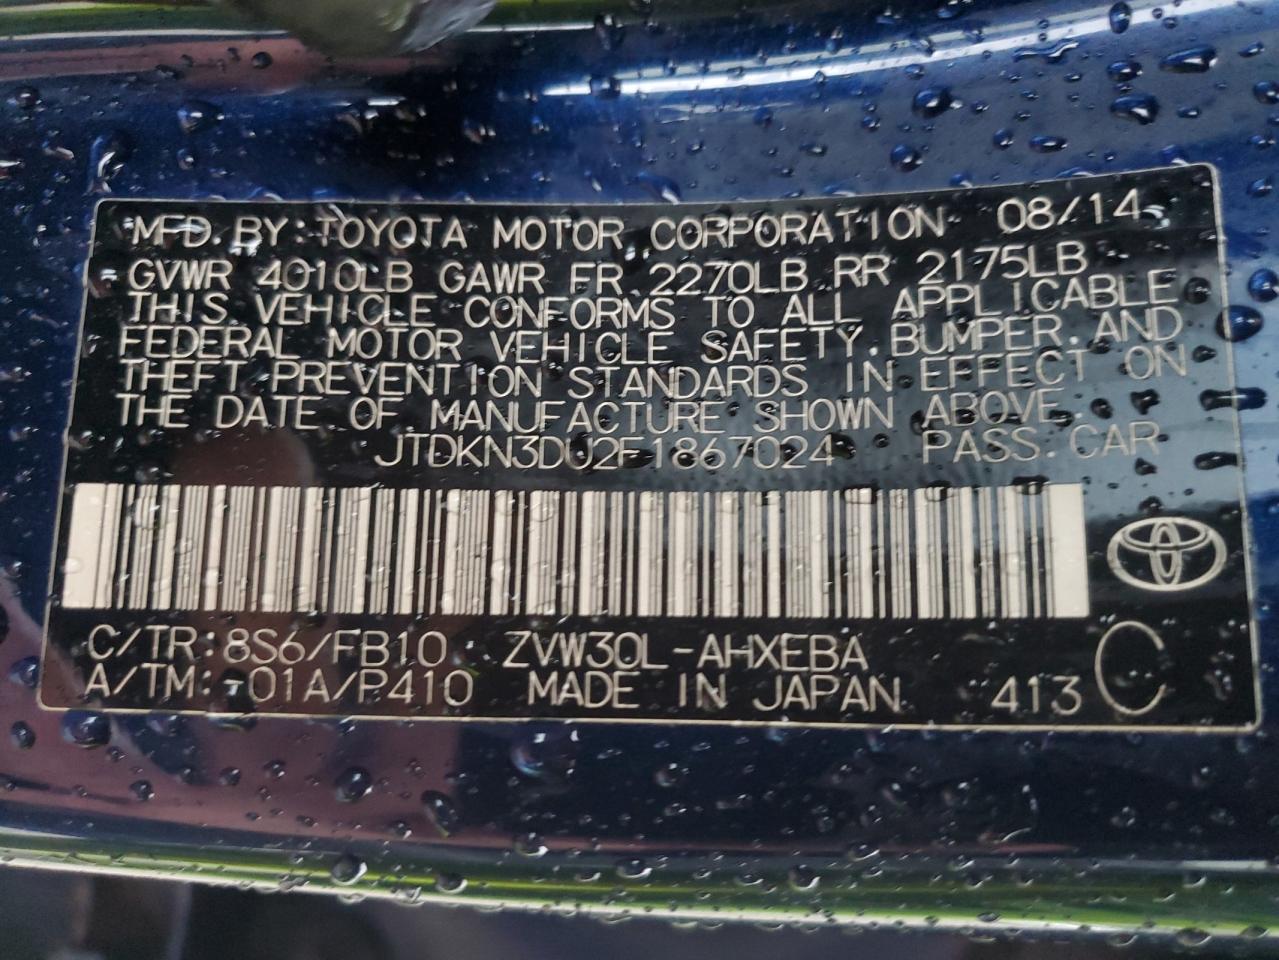 MFD. BY: TOYOTA MOTOR CORPORATION 08/14
GVWR 4010LB GAWR FR 2270LB RR 2175LB
THIS VEHICLE CONFORMS TO ALL APPLICABLE
FEDERAL MOTOR VEHICLE SAFETY, BUMPER, AND
THEFT PREVENTION STANDARDS IN EFFECT ON
THE DATE OF MANUFACTURE SHOWN ABOVE.
JTDKN3DU2F1867024 PASS. CAR
C/TR: 8S6/FB10 ZVW30L-AHXEBA
A/TM: -01A/P410 MADE IN JAPAN 413 C